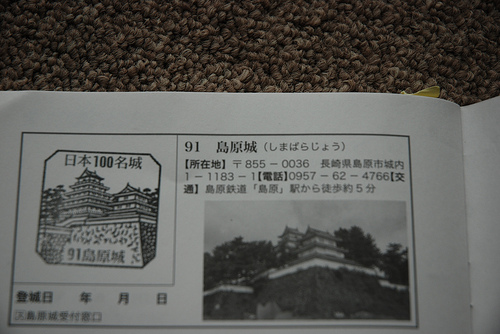 日本100名城
91島原城
登城日　年　月　日
島原城受付窓口
91　島原城（しまばらじょう）
【所在地】〒855－0036　長崎県島原市城内
1－1183－1【電話】0957－62－4766【交
通】島原鉄道「島原」駅から徒歩約5分